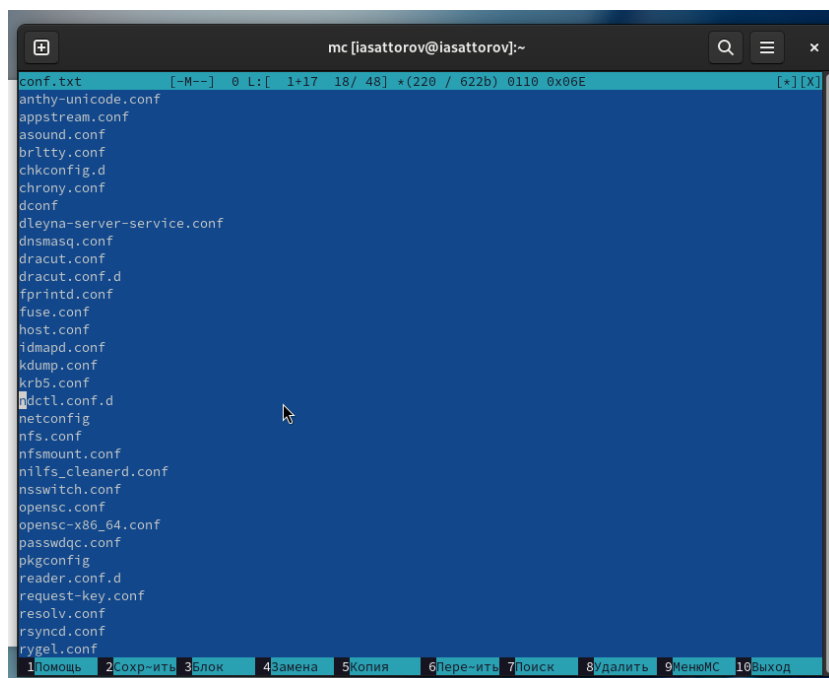 mc [iasattorov@iasattorov]:~
conf.txt [-M--] 0 L:[ 1+17 18/ 48] *(220 / 622b) 0110 0x06E [*][X]
anthy-unicode.conf
appstream.conf
asound.conf
brltty.conf
chkconfig.d
chrony.conf
dconf
dleyna-server-service.conf
dnsmasq.conf
dracut.conf
dracut.conf.d
fprintd.conf
fuse.conf
host.conf
idmapd.conf
kdump.conf
krb5.conf
ndctl.conf.d
netconfig
nfs.conf
nfsmount.conf
nilfs_cleanerd.conf
nsswitch.conf
opensc.conf
opensc-x86_64.conf
passwdqc.conf
pkgconfig
reader.conf.d
request-key.conf
resolv.conf
rsyncd.conf
rygel.conf
1Помощь 2Сохр~ить 3Блок 4Замена 5Копия 6Пере~ить 7Поиск 8Удалить 9МенюMC 10Выход